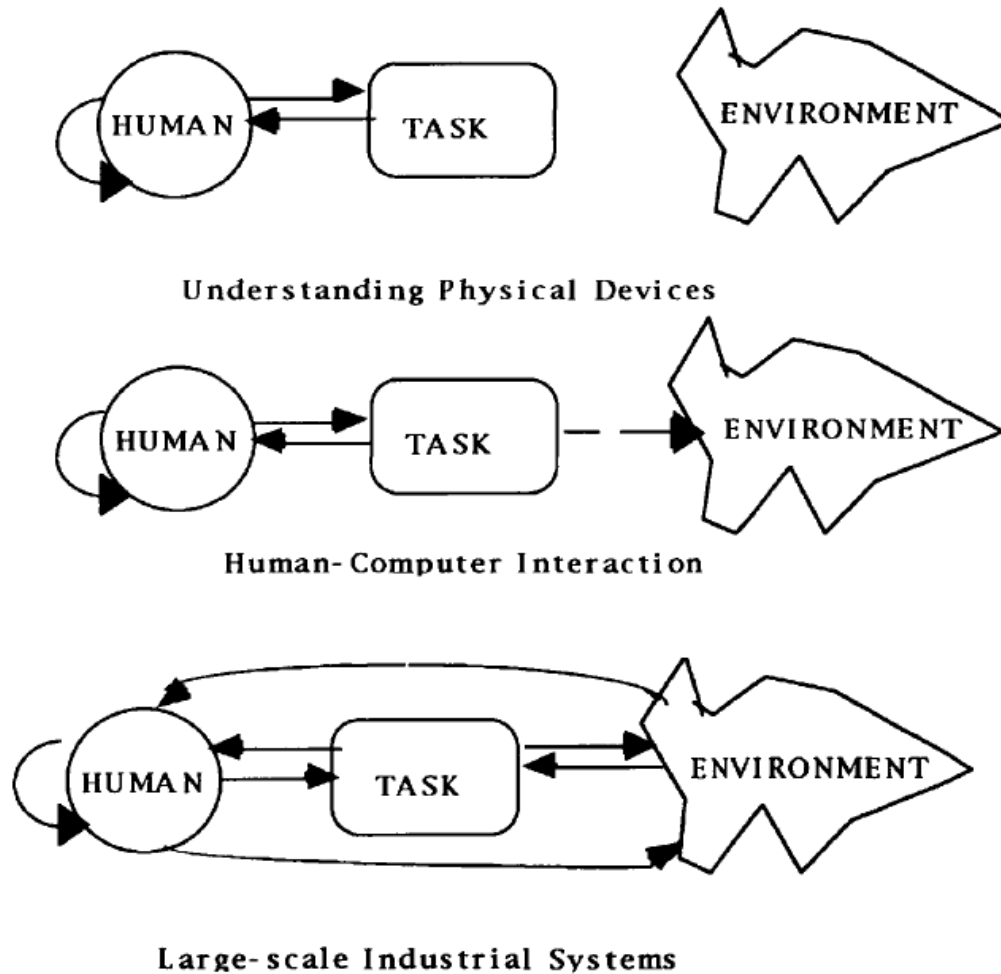 HUMAN
TASK
ENVIRONMENT
Understanding Physical Devices
HUMAN
TASK
ENVIRONMENT
Human-Computer Interaction
HUMAN
TASK
ENVIRONMENT
Large-scale Industrial Systems